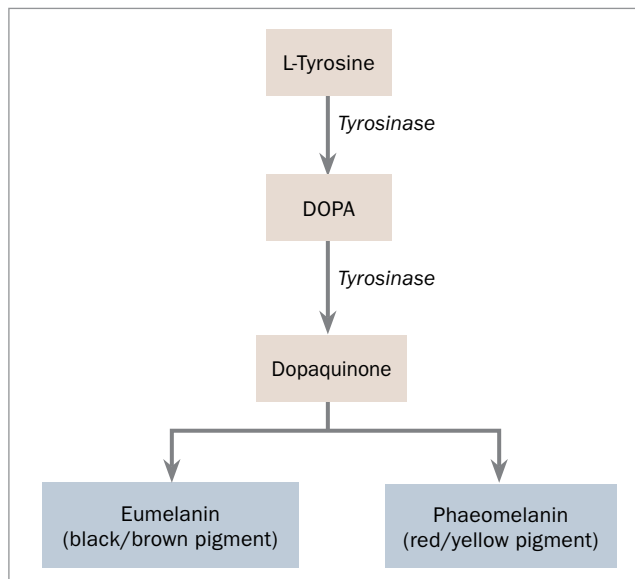 L-Tyrosine
Tyrosinase
DOPA
Tyrosinase
Dopaquinone
Eumelanin
(black/brown pigment)
Phaeomelanin
(red/yellow pigment)